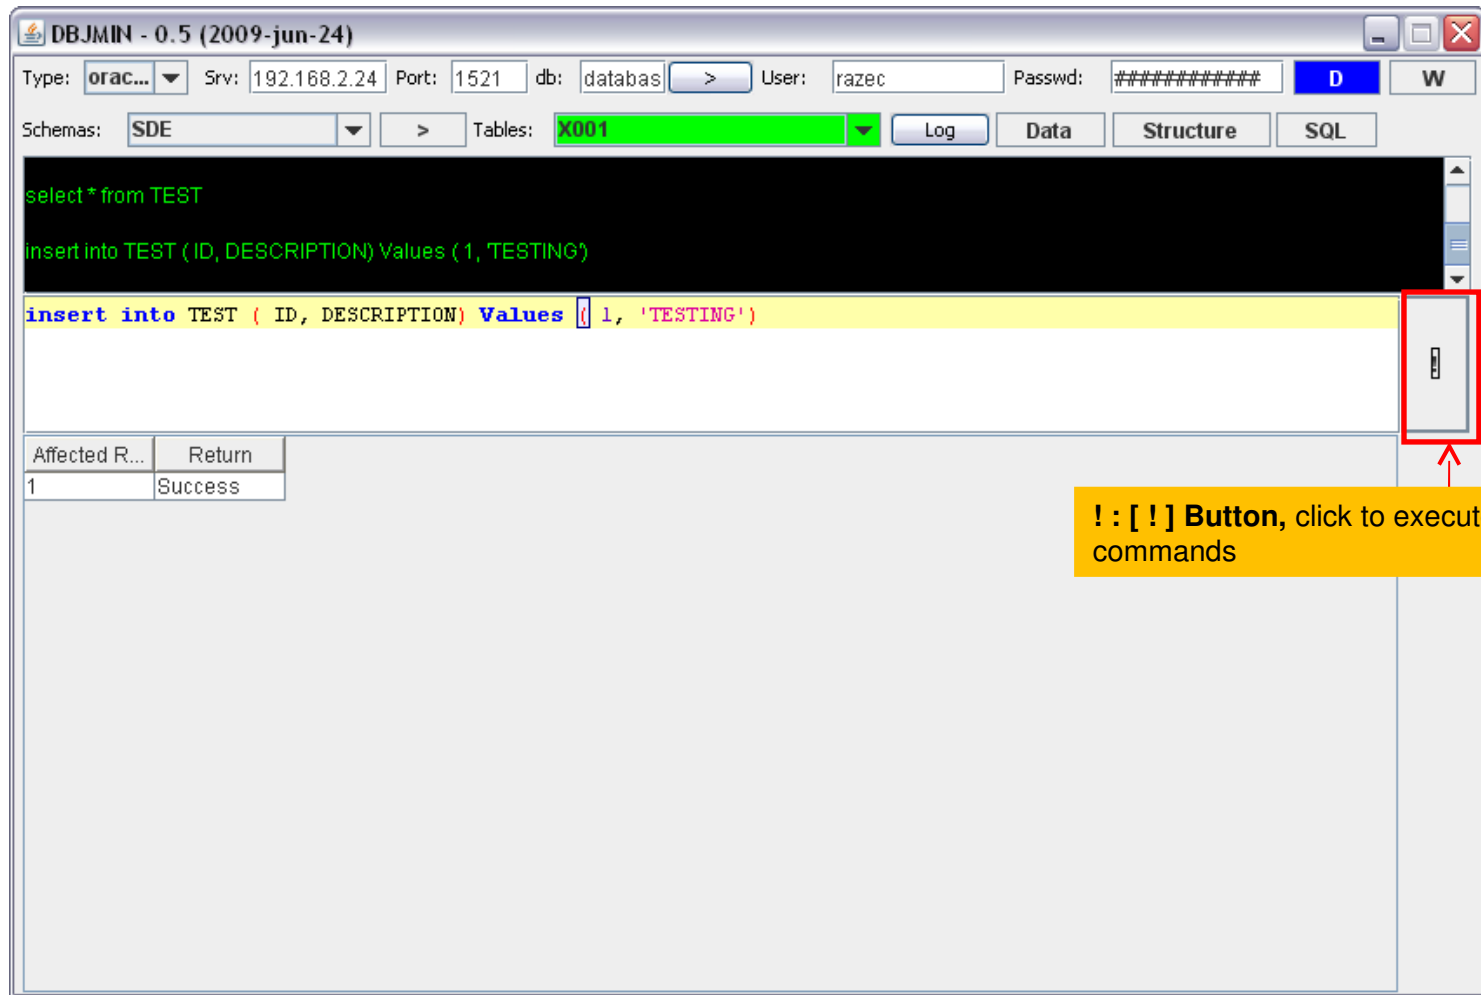 DBJMIN - 0.5 (2009-jun-24)
Type: orac... Srv: 192.168.2.24 Port: 1521 db: databas > User: razec Passwd: ############ D W
Schemas: SDE > Tables: X001 Log Data Structure SQL
select * from TEST
insert into TEST ( ID, DESCRIPTION) Values ( 1, 'TESTING')
insert into TEST ( ID, DESCRIPTION) Values ( 1, 'TESTING')
!
Affected R... Return
1 Success
! : [ ! ] Button, click to execut
commands